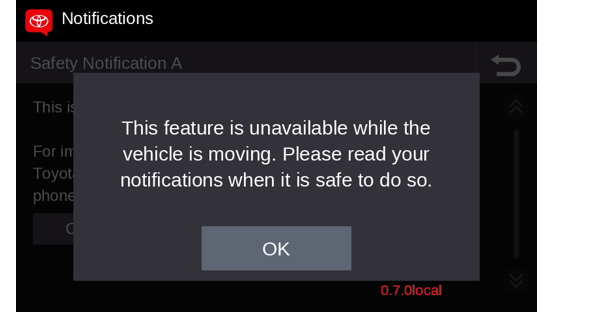 Notifications
Safety Notification A
This is
For im
Toyot
phone
This feature is unavailable while the
vehicle is moving. Please read your
notifications when it is safe to do so.
OK
0.7.0local